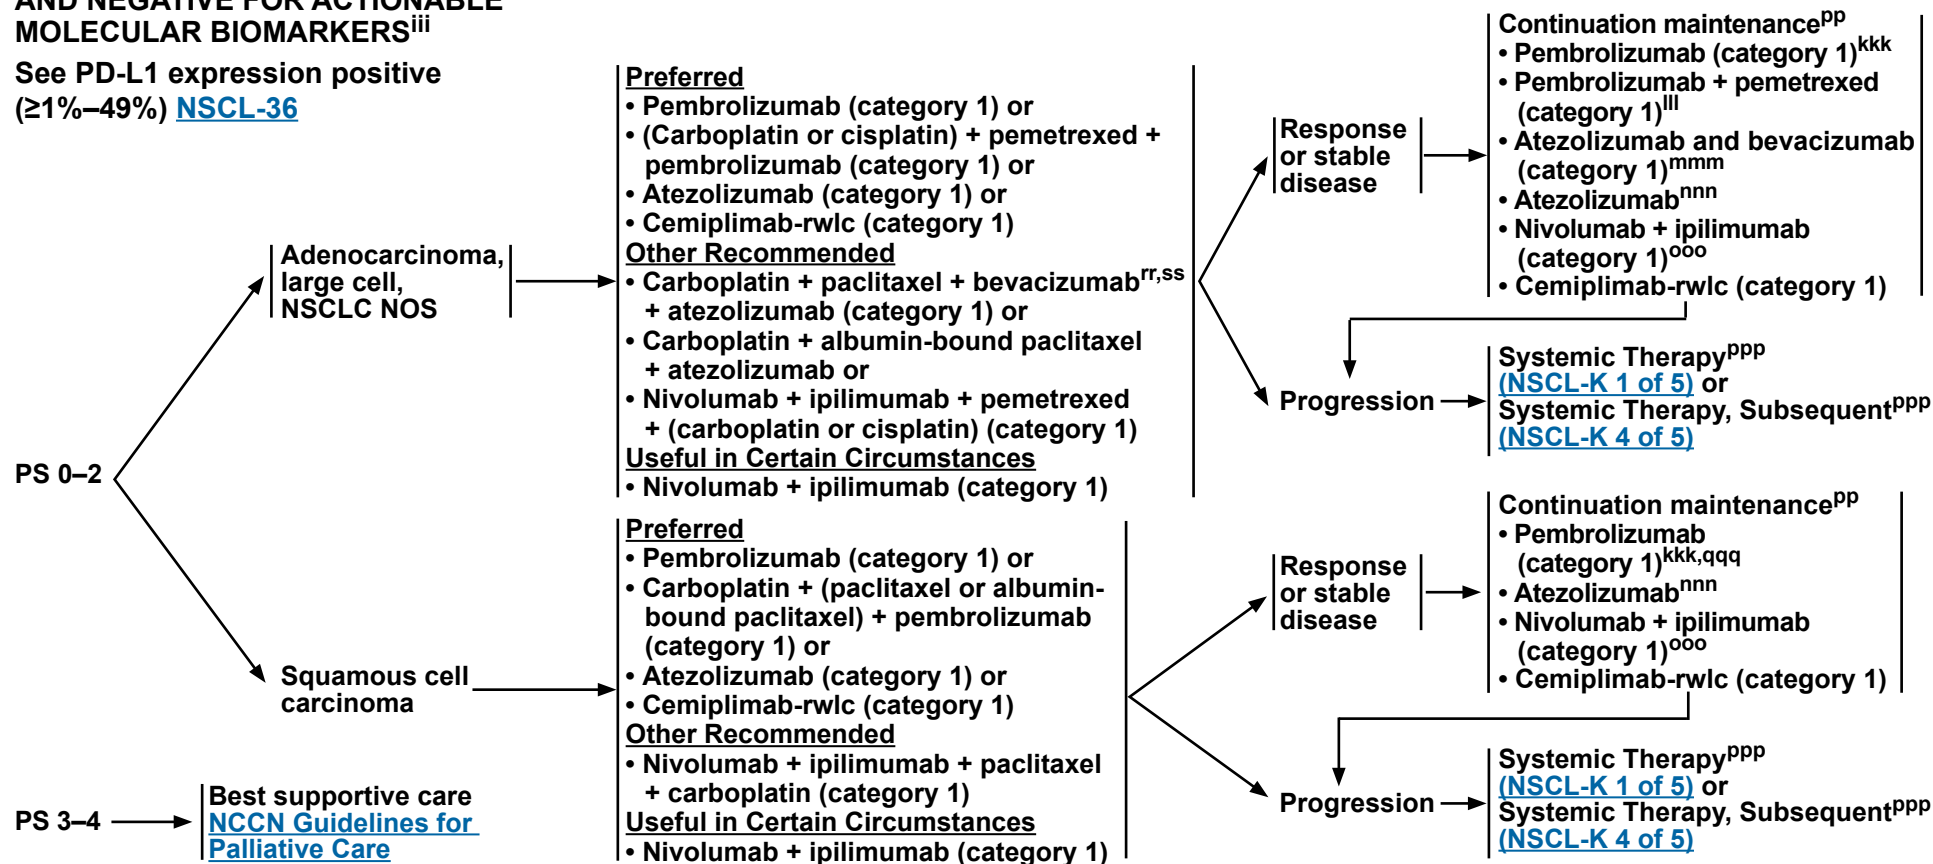 AND NEGATIVE FOR ACTIONABLE
MOLECULAR BIOMARKERSiii
See PD-L1 expression positive
(≥1%–49%) NSCL-36
PS 0–2
Adenocarcinoma,
large cell,
NSCLC NOS
Preferred
• Pembrolizumab (category 1) or
• (Carboplatin or cisplatin) + pemetrexed +
pembrolizumab (category 1) or
• Atezolizumab (category 1) or
• Cemiplimab-rwlc (category 1)
Other Recommended
• Carboplatin + paclitaxel + bevacizumabrr,ss
+ atezolizumab (category 1) or
• Carboplatin + albumin-bound paclitaxel
+ atezolizumab or
• Nivolumab + ipilimumab + pemetrexed
+ (carboplatin or cisplatin) (category 1)
Useful in Certain Circumstances
• Nivolumab + ipilimumab (category 1)
Response
or stable
disease
Continuation maintenancepp
• Pembrolizumab (category 1)kkk
• Pembrolizumab + pemetrexed
(category 1)lll
• Atezolizumab and bevacizumab
(category 1)mmm
• Atezolizumabnnn
• Nivolumab + ipilimumab
(category 1)ooo
• Cemiplimab-rwlc (category 1)
Progression
Systemic Therapyppp
(NSCL-K 1 of 5) or
Systemic Therapy, Subsequentppp
(NSCL-K 4 of 5)
Squamous cell
carcinoma
Preferred
• Pembrolizumab (category 1) or
• Carboplatin + (paclitaxel or albumin-
bound paclitaxel) + pembrolizumab
(category 1) or
• Atezolizumab (category 1) or
• Cemiplimab-rwlc (category 1)
Other Recommended
• Nivolumab + ipilimumab + paclitaxel
+ carboplatin (category 1)
Useful in Certain Circumstances
• Nivolumab + ipilimumab (category 1)
Response
or stable
disease
Continuation maintenancepp
• Pembrolizumab
(category 1)kkk,qqq
• Atezolizumabnnn
• Nivolumab + ipilimumab
(category 1)ooo
• Cemiplimab-rwlc (category 1)
Progression
Systemic Therapyppp
(NSCL-K 1 of 5) or
Systemic Therapy, Subsequentppp
(NSCL-K 4 of 5)
PS 3–4
Best supportive care
NCCN Guidelines for
Palliative Care